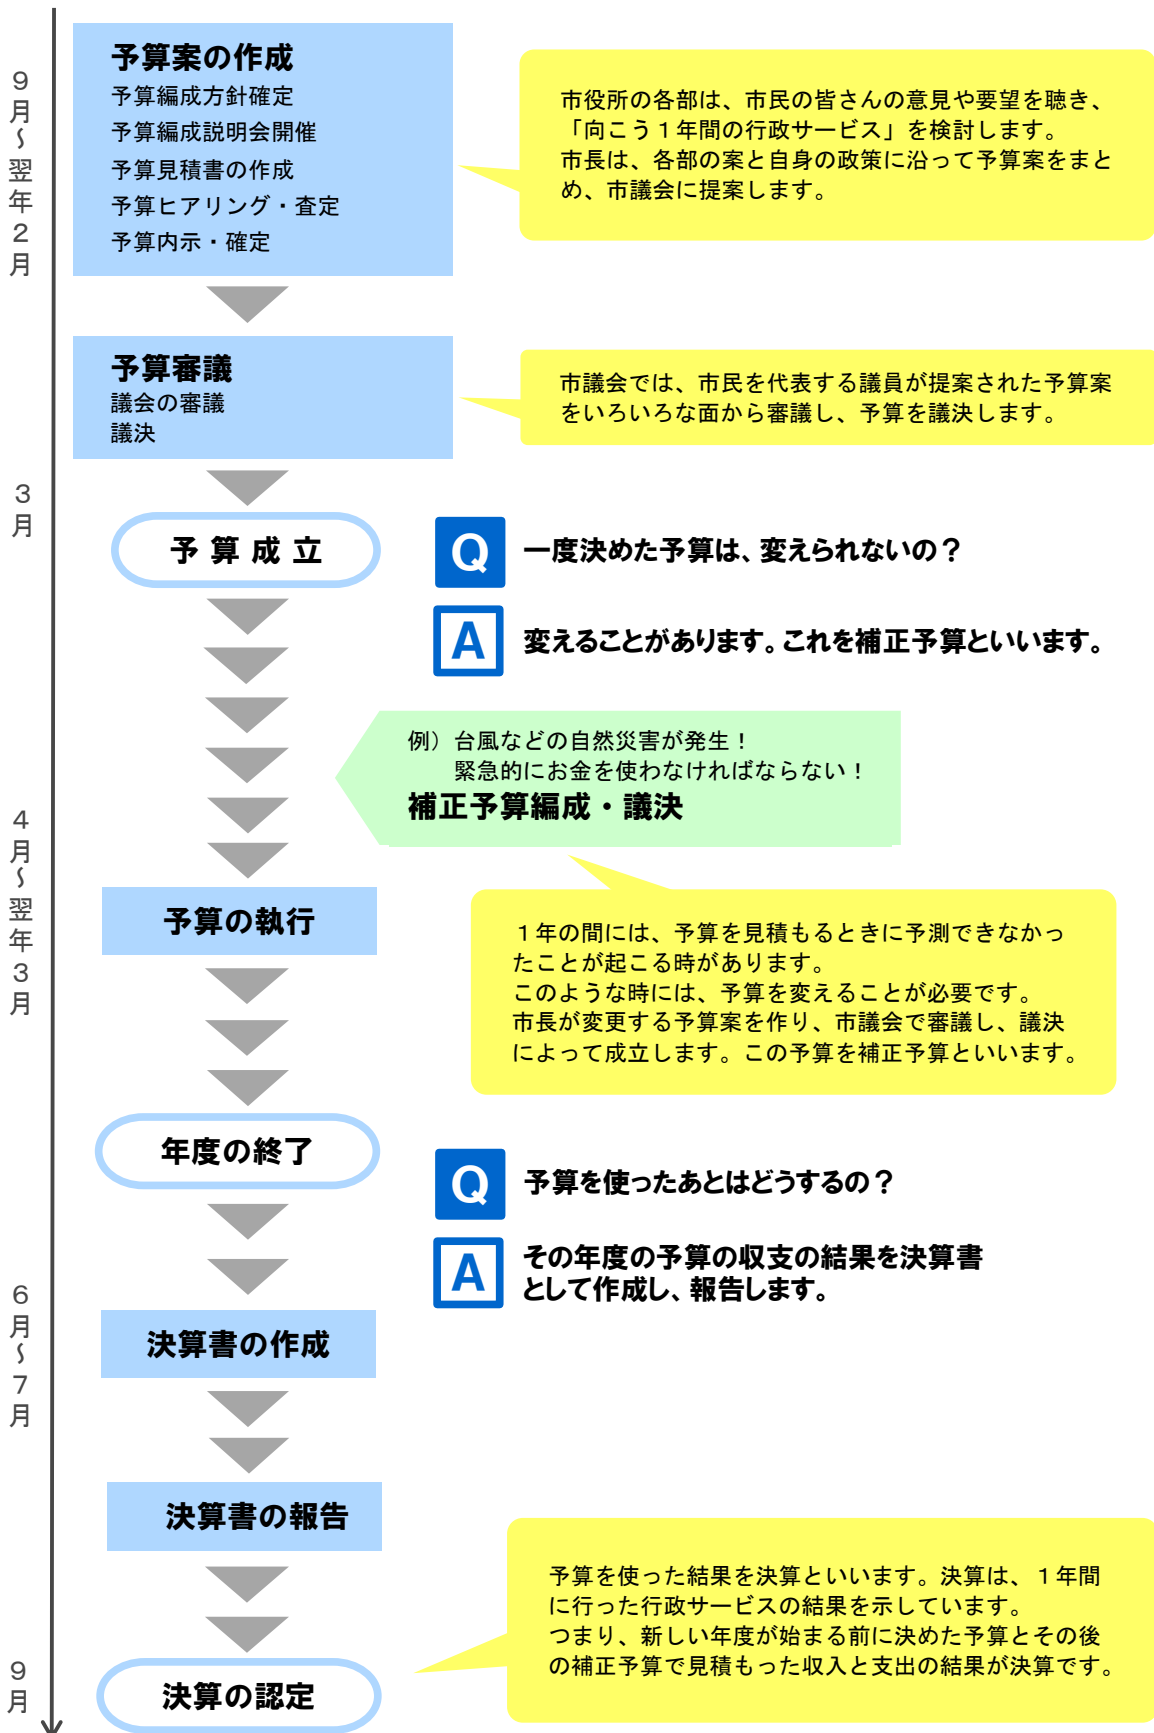 9月～翌年2月
予算案の作成
予算編成方針確定
予算編成説明会開催
予算見積書の作成
予算ヒアリング・査定
予算内示・確定
市役所の各部は、市民の皆さんの意見や要望を聴き、
「向こう１年間の行政サービス」を検討します。
市長は、各部の案と自身の政策に沿って予算案をまと
め、市議会に提案します。
予算審議
議会の審議
議決
市議会では、市民を代表する議員が提案された予算案
をいろいろな面から審議し、予算を議決します。
3月
予算成立
Q
一度決めた予算は、変えられないの？
A
変えることがあります。これを補正予算といいます。
例）台風などの自然災害が発生！
緊急的にお金を使わなければならない！
補正予算編成・議決
4月～翌年3月
予算の執行
１年の間には、予算を見積もるときに予測できなかっ
たことが起こる時があります。
このような時には、予算を変えることが必要です。
市長が変更する予算案を作り、市議会で審議し、議決
によって成立します。この予算を補正予算といいます。
年度の終了
Q
予算を使ったあとはどうするの？
A
その年度の予算の収支の結果を決算書
として作成し、報告します。
6月～7月
決算書の作成
決算書の報告
予算を使った結果を決算といいます。決算は、１年間
に行った行政サービスの結果を示しています。
つまり、新しい年度が始まる前に決めた予算とその後
の補正予算で見積もった収入と支出の結果が決算です。
9月
決算の認定